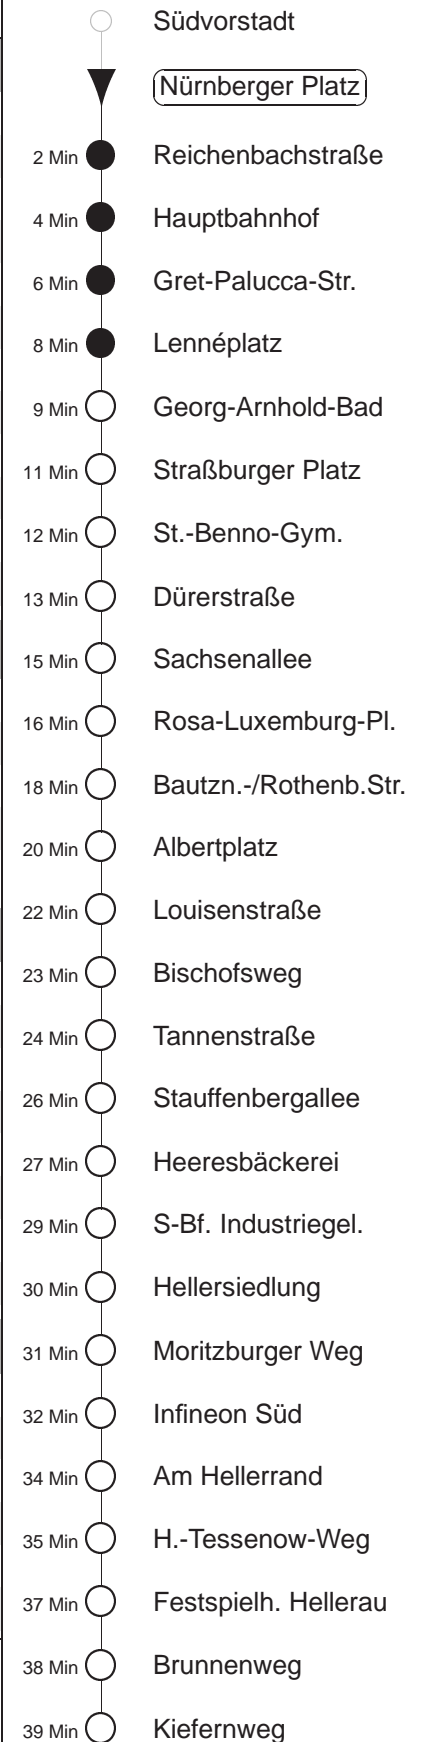 Südvorstadt
Nürnberger Platz
2 Min Reichenbachstraße
4 Min Hauptbahnhof
6 Min Gret-Palucca-Str.
8 Min Lennéplatz
9 Min Georg-Arnhold-Bad
11 Min Straßburger Platz
12 Min St.-Benno-Gym.
13 Min Dürerstraße
15 Min Sachsenallee
16 Min Rosa-Luxemburg-Pl.
18 Min Bautzn.-/Rothenb.Str.
20 Min Albertplatz
22 Min Louisenstraße
23 Min Bischofsweg
24 Min Tannenstraße
26 Min Stauffenbergallee
27 Min Heeresbäckerei
29 Min S-Bf. Industriegel.
30 Min Hellersiedlung
31 Min Moritzburger Weg
32 Min Infineon Süd
34 Min Am Hellerrand
35 Min H.-Tessenow-Weg
37 Min Festspielh. Hellerau
38 Min Brunnenweg
39 Min Kiefernweg